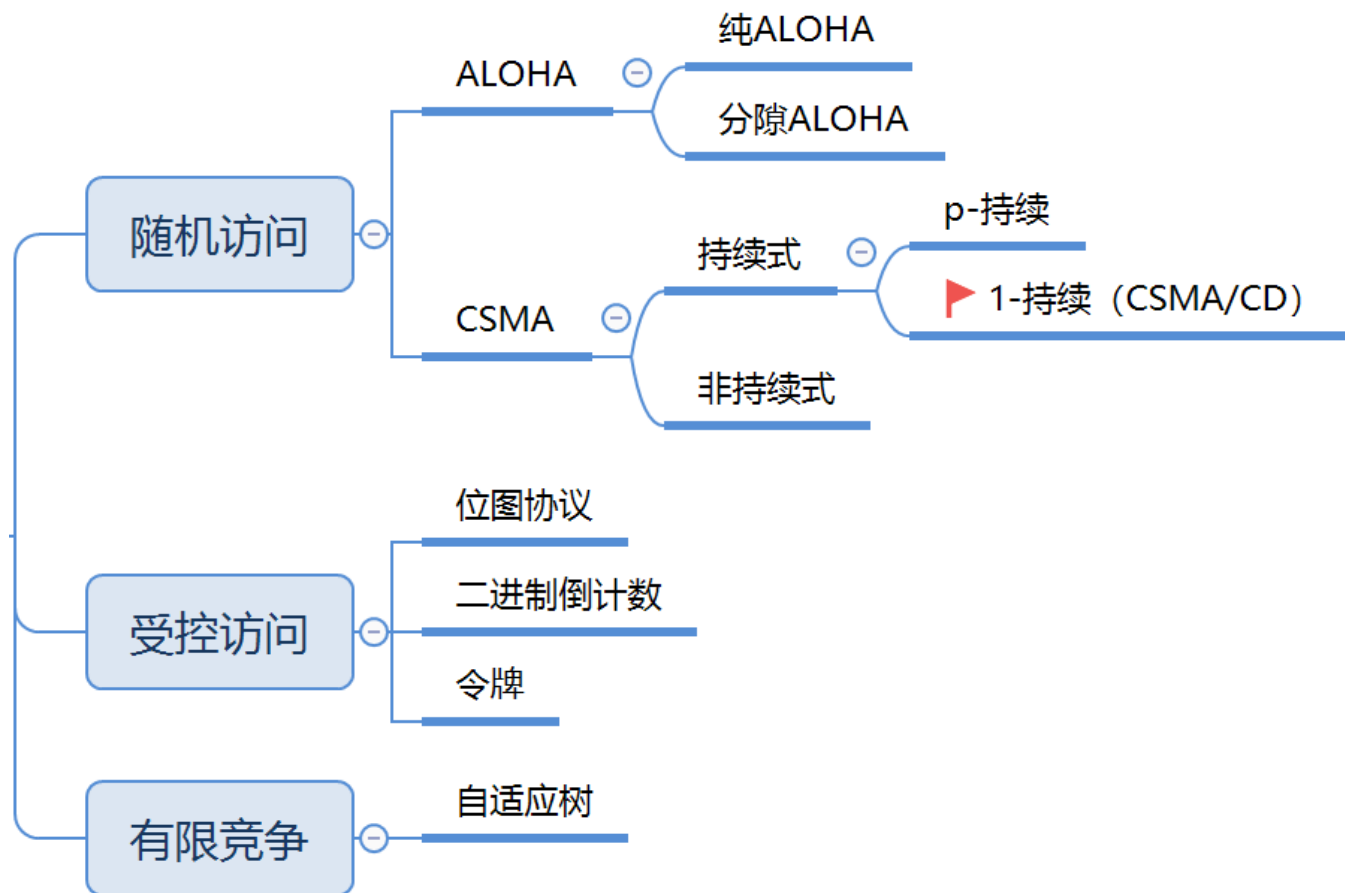 随机访问
ALOHA
纯ALOHA
分隙ALOHA
CSMA
持续式
p-持续
1-持续（CSMA/CD）
非持续式
受控访问
位图协议
二进制倒计数
令牌
有限竞争
自适应树